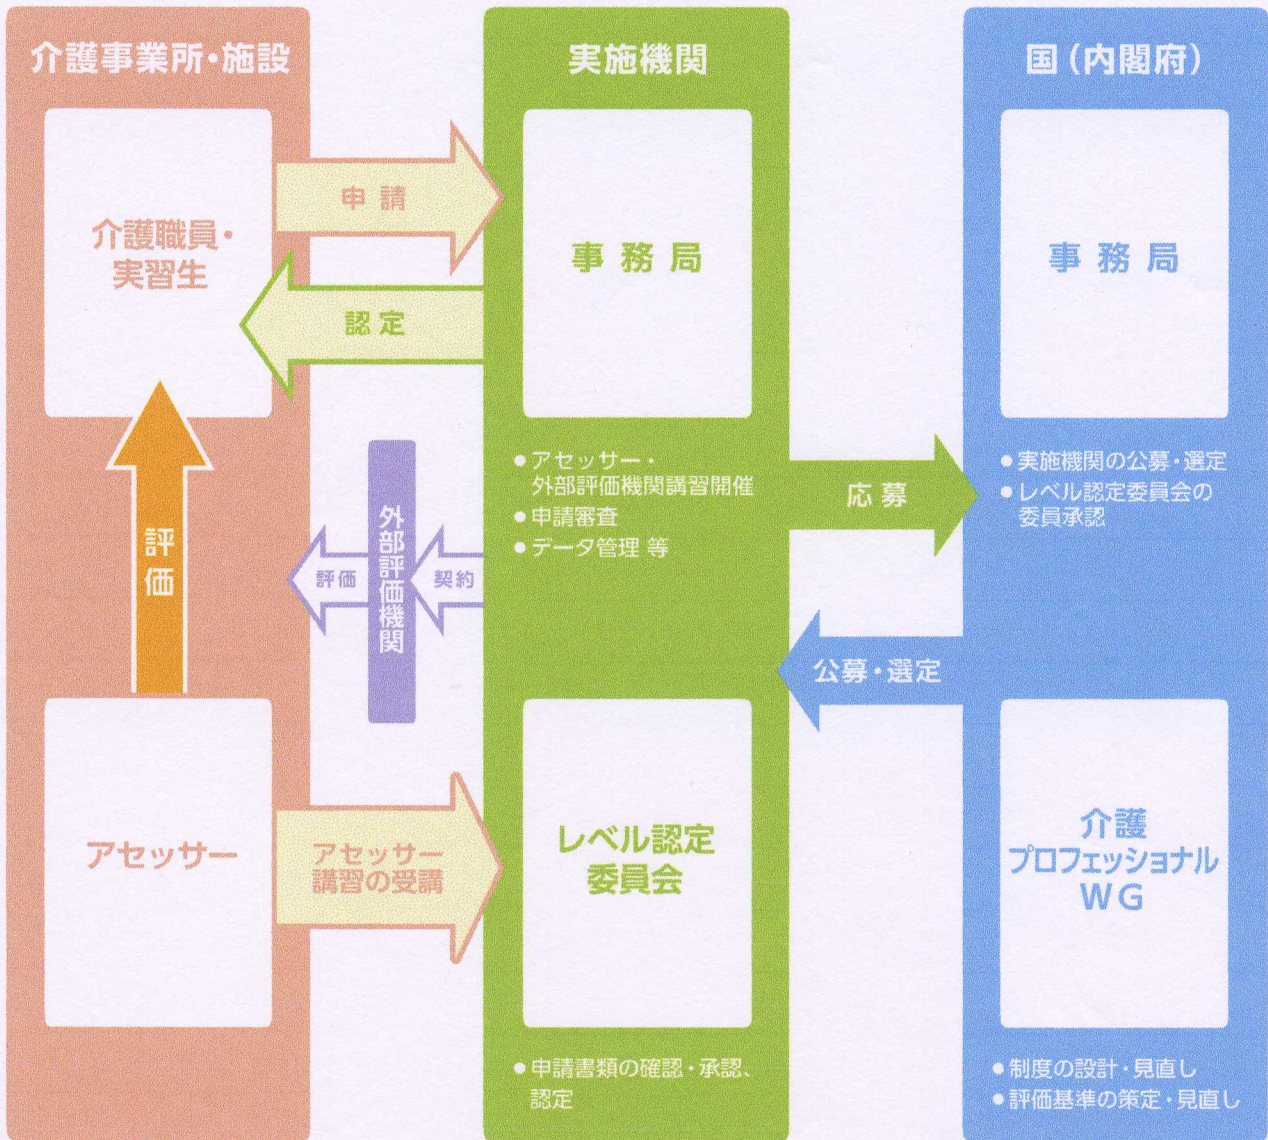 介護事業所・施設
介護職員・
実習生
評価
アセッサー
申請
認定
評価
外部評価機関
契約
アセッサー
講習の受講
実施機関
事務局
● アセッサー・
外部評価機関講習開催
● 申請審査
● データ管理 等
レベル認定
委員会
● 申請書類の確認・承認、
認定
応募
公募・選定
国（内閣府）
事務局
● 実施機関の公募・選定
● レベル認定委員会の
委員承認
介護
プロフェッショナル
ＷＧ
● 制度の設計・見直し
● 評価基準の策定・見直し